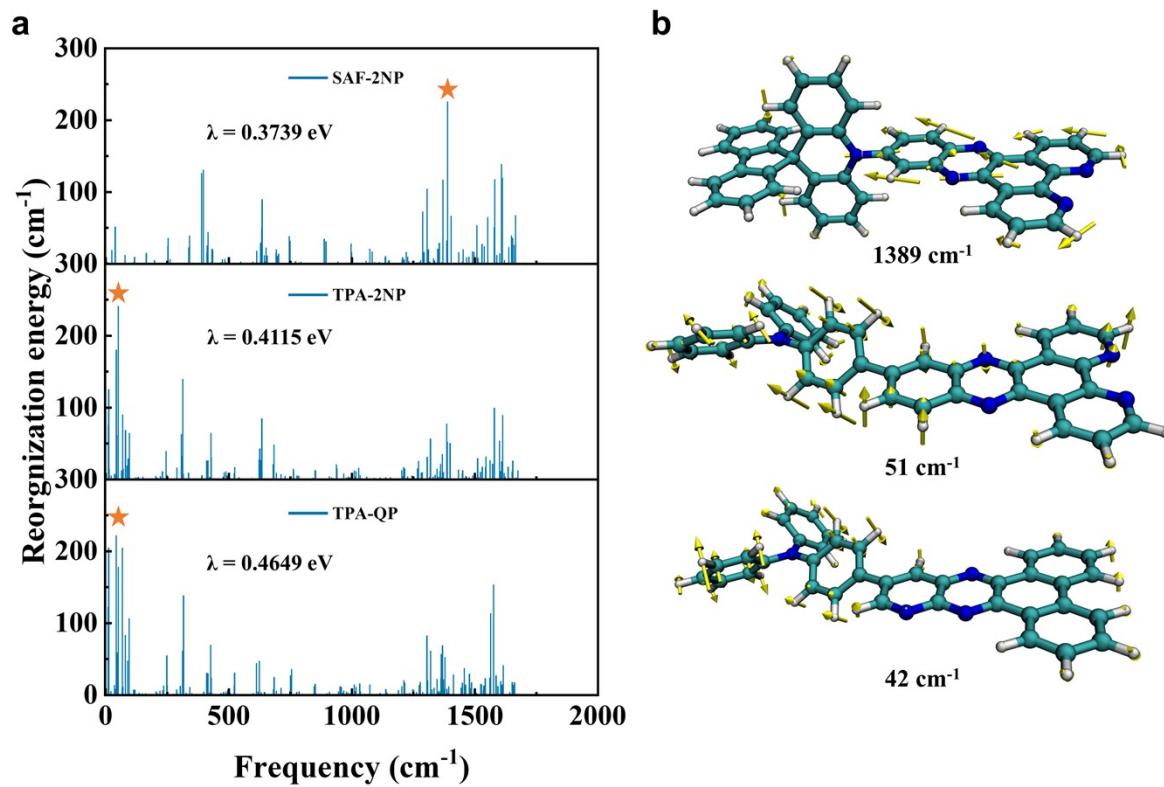 a
b
300
200
100
300
200
100
300
200
100
0
0
500
1000
1500
2000
SAF-2NP
λ = 0.3739 eV
TPA-2NP
λ = 0.4115 eV
TPA-QP
λ = 0.4649 eV
Reorgnization energy (cm⁻¹)
Frequency (cm⁻¹)
1389 cm⁻¹
51 cm⁻¹
42 cm⁻¹